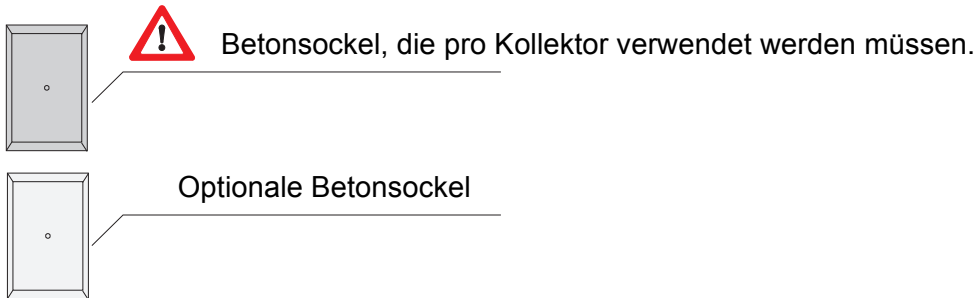 Betonsockel, die pro Kollektor verwendet werden müssen.
Optionale Betonsockel